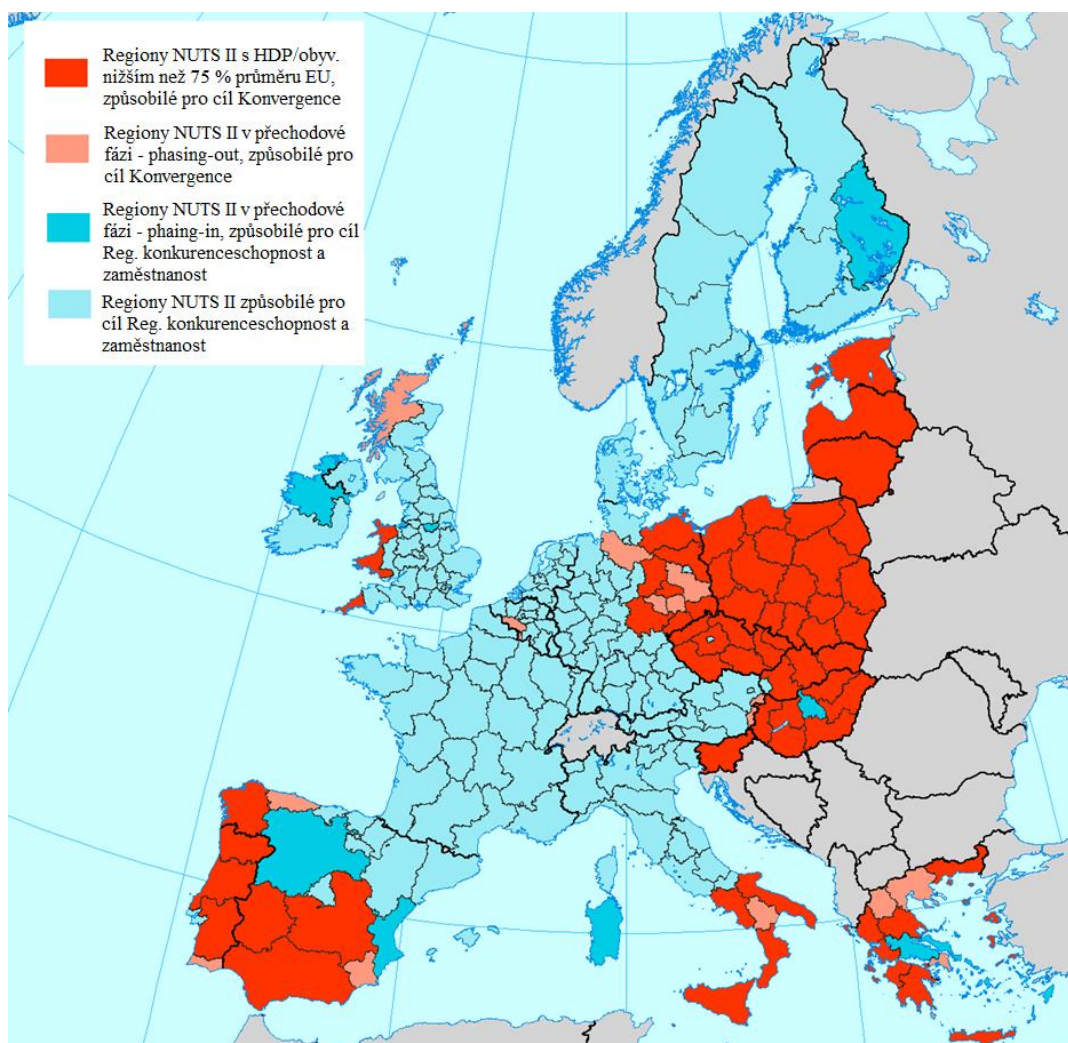 Regiony NUTS II s HDP/obyv.
nižším než 75 % průměru EU,
způsobilé pro cíl Konvergence
Regiony NUTS II v přechodové
fázi - phasing-out, způsobilé pro
cíl Konvergence
Regiony NUTS II v přechodové
fázi - phaing-in, způsobilé pro cíl
Reg. konkurenceschopnost a
zaměstnanost
Regiony NUTS II způsobilé pro
cíl Reg. konkurenceschopnost a
zaměstnanost